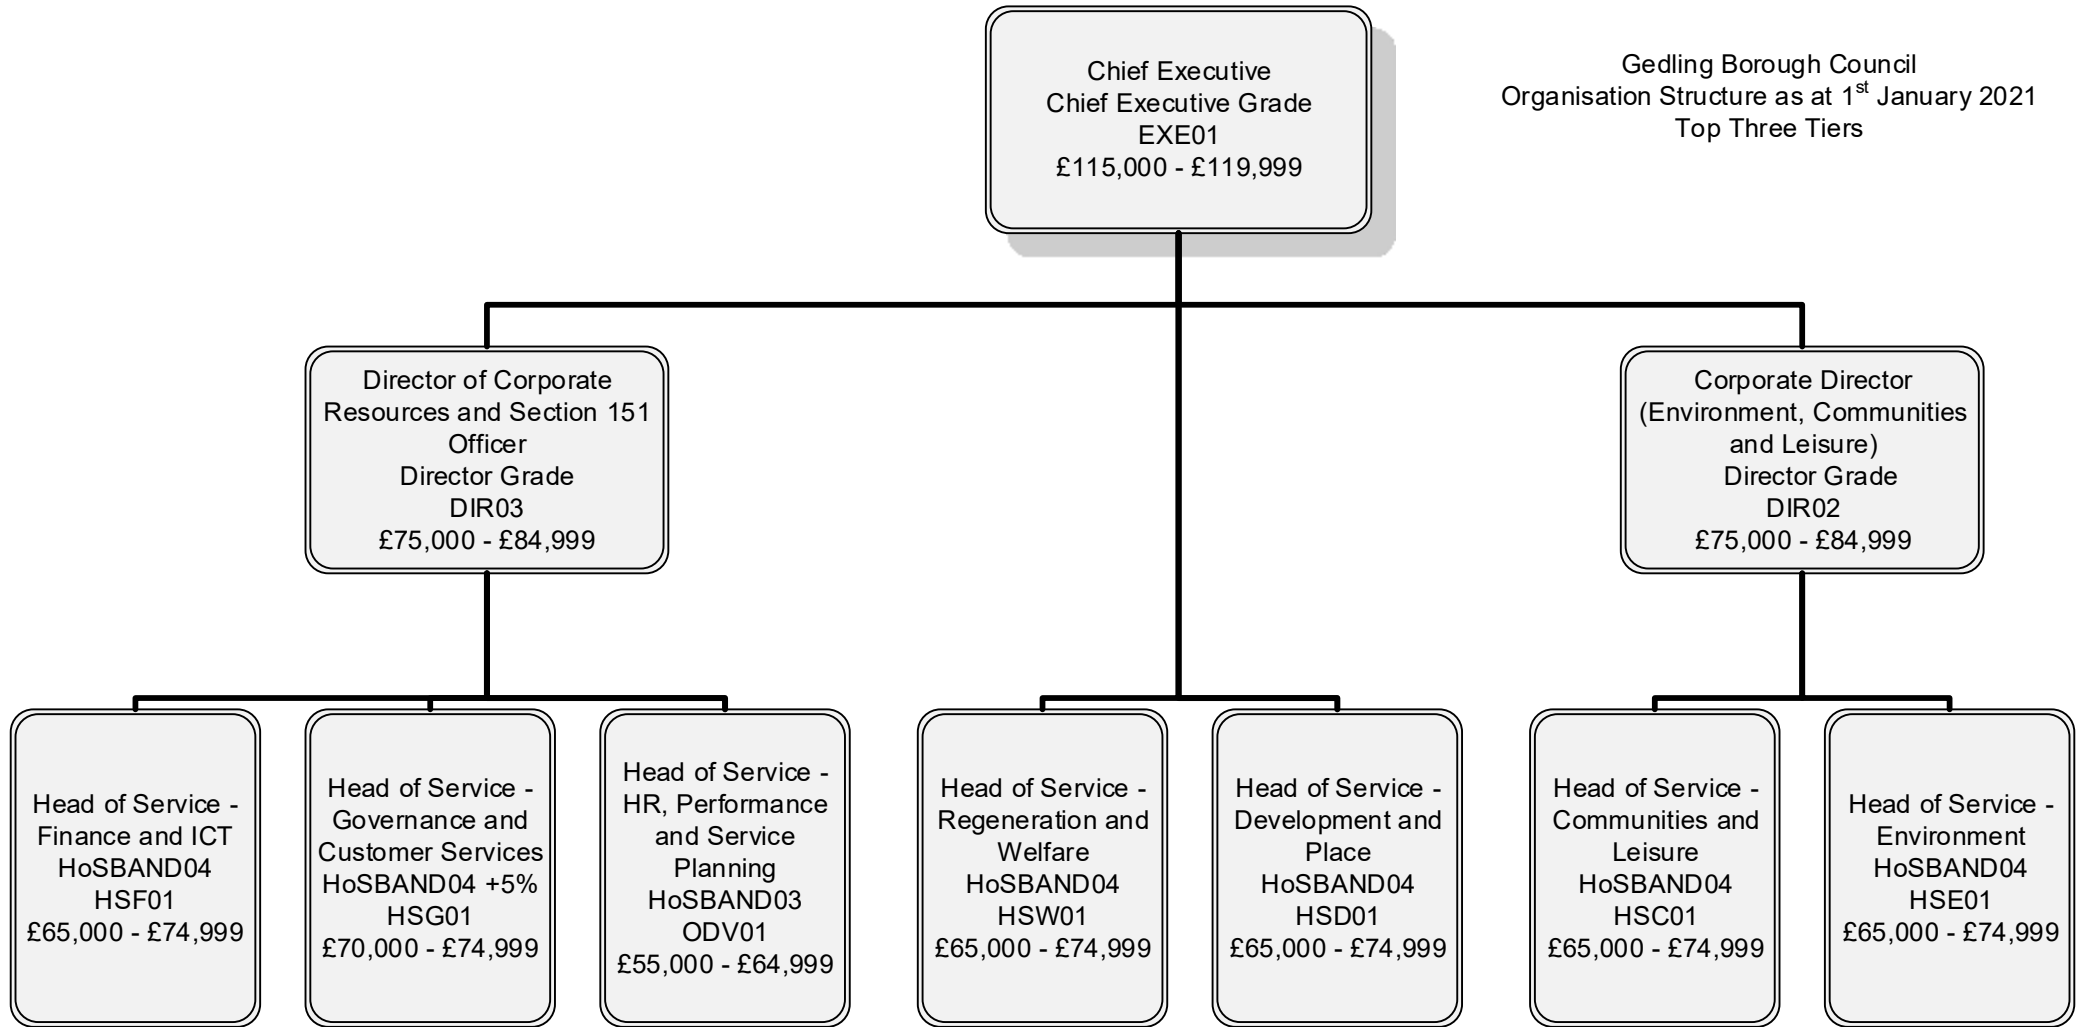 Chief Executive
Chief Executive Grade
EXE01
£115,000 - £119,999
Gedling Borough Council
Organisation Structure as at 1st January 2021
Top Three Tiers
Director of Corporate
Resources and Section 151
Officer
Director Grade
DIR03
£75,000 - £84,999
Corporate Director
(Environment, Communities
and Leisure)
Director Grade
DIR02
£75,000 - £84,999
Head of Service -
Finance and ICT
HoSBAND04
HSF01
£65,000 - £74,999
Head of Service -
Governance and
Customer Services
HoSBAND04 +5%
HSG01
£70,000 - £74,999
Head of Service -
HR, Performance
and Service
Planning
HoSBAND03
ODV01
£55,000 - £64,999
Head of Service -
Regeneration and
Welfare
HoSBAND04
HSW01
£65,000 - £74,999
Head of Service -
Development and
Place
HoSBAND04
HSD01
£65,000 - £74,999
Head of Service -
Communities and
Leisure
HoSBAND04
HSC01
£65,000 - £74,999
Head of Service -
Environment
HoSBAND04
HSE01
£65,000 - £74,999